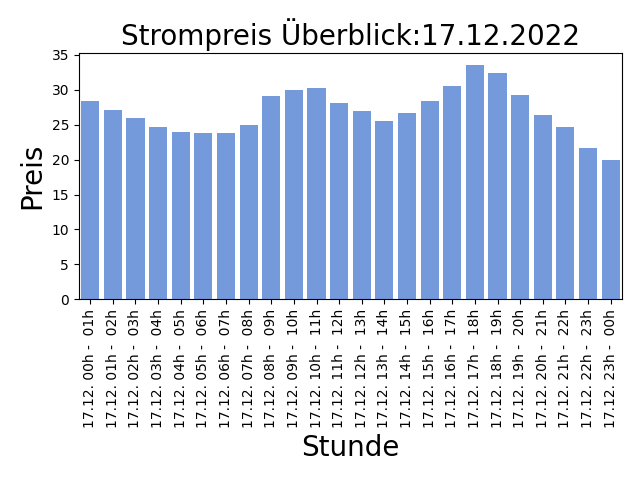 Strompreis Überblick:17.12.2022
Preis
35
30
25
20
15
10
5
0
17.12. 00h -   01h
17.12. 01h -   02h
17.12. 02h -   03h
17.12. 03h -   04h
17.12. 04h -   05h
17.12. 05h -   06h
17.12. 06h -   07h
17.12. 07h -   08h
17.12. 08h -   09h
17.12. 09h -   10h
17.12. 10h -   11h
17.12. 11h -   12h
17.12. 12h -   13h
17.12. 13h -   14h
17.12. 14h -   15h
17.12. 15h -   16h
17.12. 16h -   17h
17.12. 17h -   18h
17.12. 18h -   19h
17.12. 19h -   20h
17.12. 20h -   21h
17.12. 21h -   22h
17.12. 22h -   23h
17.12. 23h -   00h
Stunde